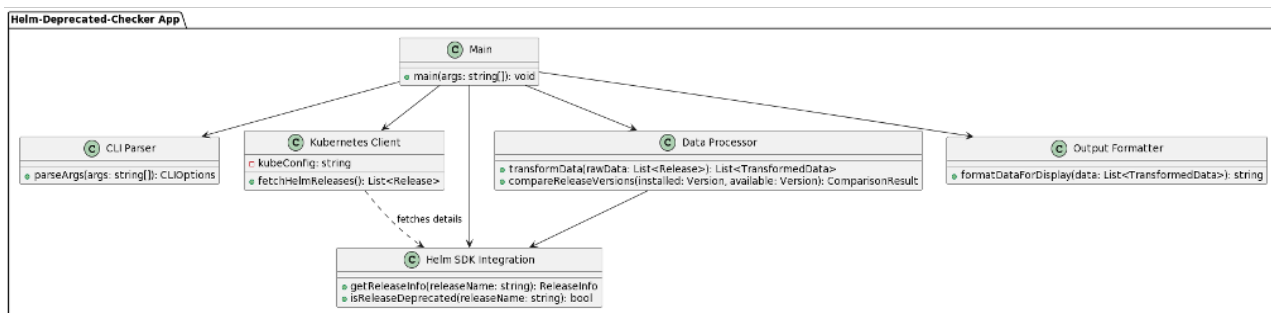 Helm-Deprecated-Checker App
C Main
main(args: string[]): void
C CLI Parser
parseArgs(args: string[]): CLIOptions
C Kubernetes Client
kubeConfig: string
fetchHelmReleases(): List<Release>
C Data Processor
transformData(rawData: List<Release>): List<TransformedData>
compareReleaseVersions(installed: Version, available: Version): ComparisonResult
C Output Formatter
formatDataForDisplay(data: List<TransformedData>): string
fetches details
C Helm SDK Integration
getReleaseInfo(releaseName: string): ReleaseInfo
isReleaseDeprecated(releaseName: string): bool